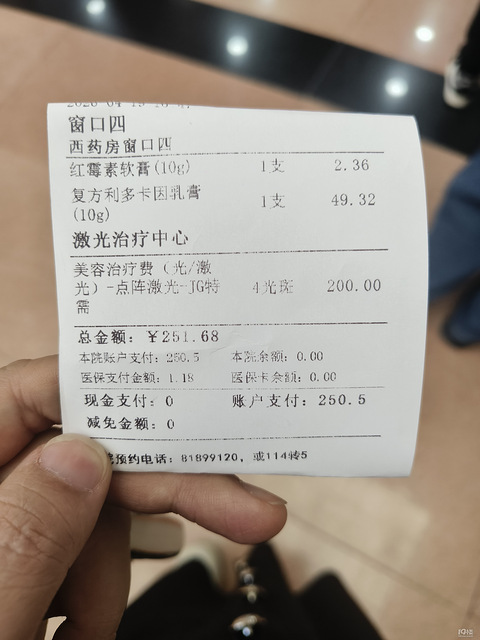 窗口四
西药房窗口四
红霉素软膏(10g) 1支 2.36
复方利多卡因乳膏
(10g) 1支 49.32
激光治疗中心
美容治疗费（光/激
光）-点阵激光-JG特 4光斑 200.00
需
总金额：￥251.68
本院账户支付：250.5 本院余额：0.00
医保支付金额：1.18 医保卡余额：0.00
现金支付：0 账户支付：250.5
减免金额：0
预约电话：81899120，或114转5